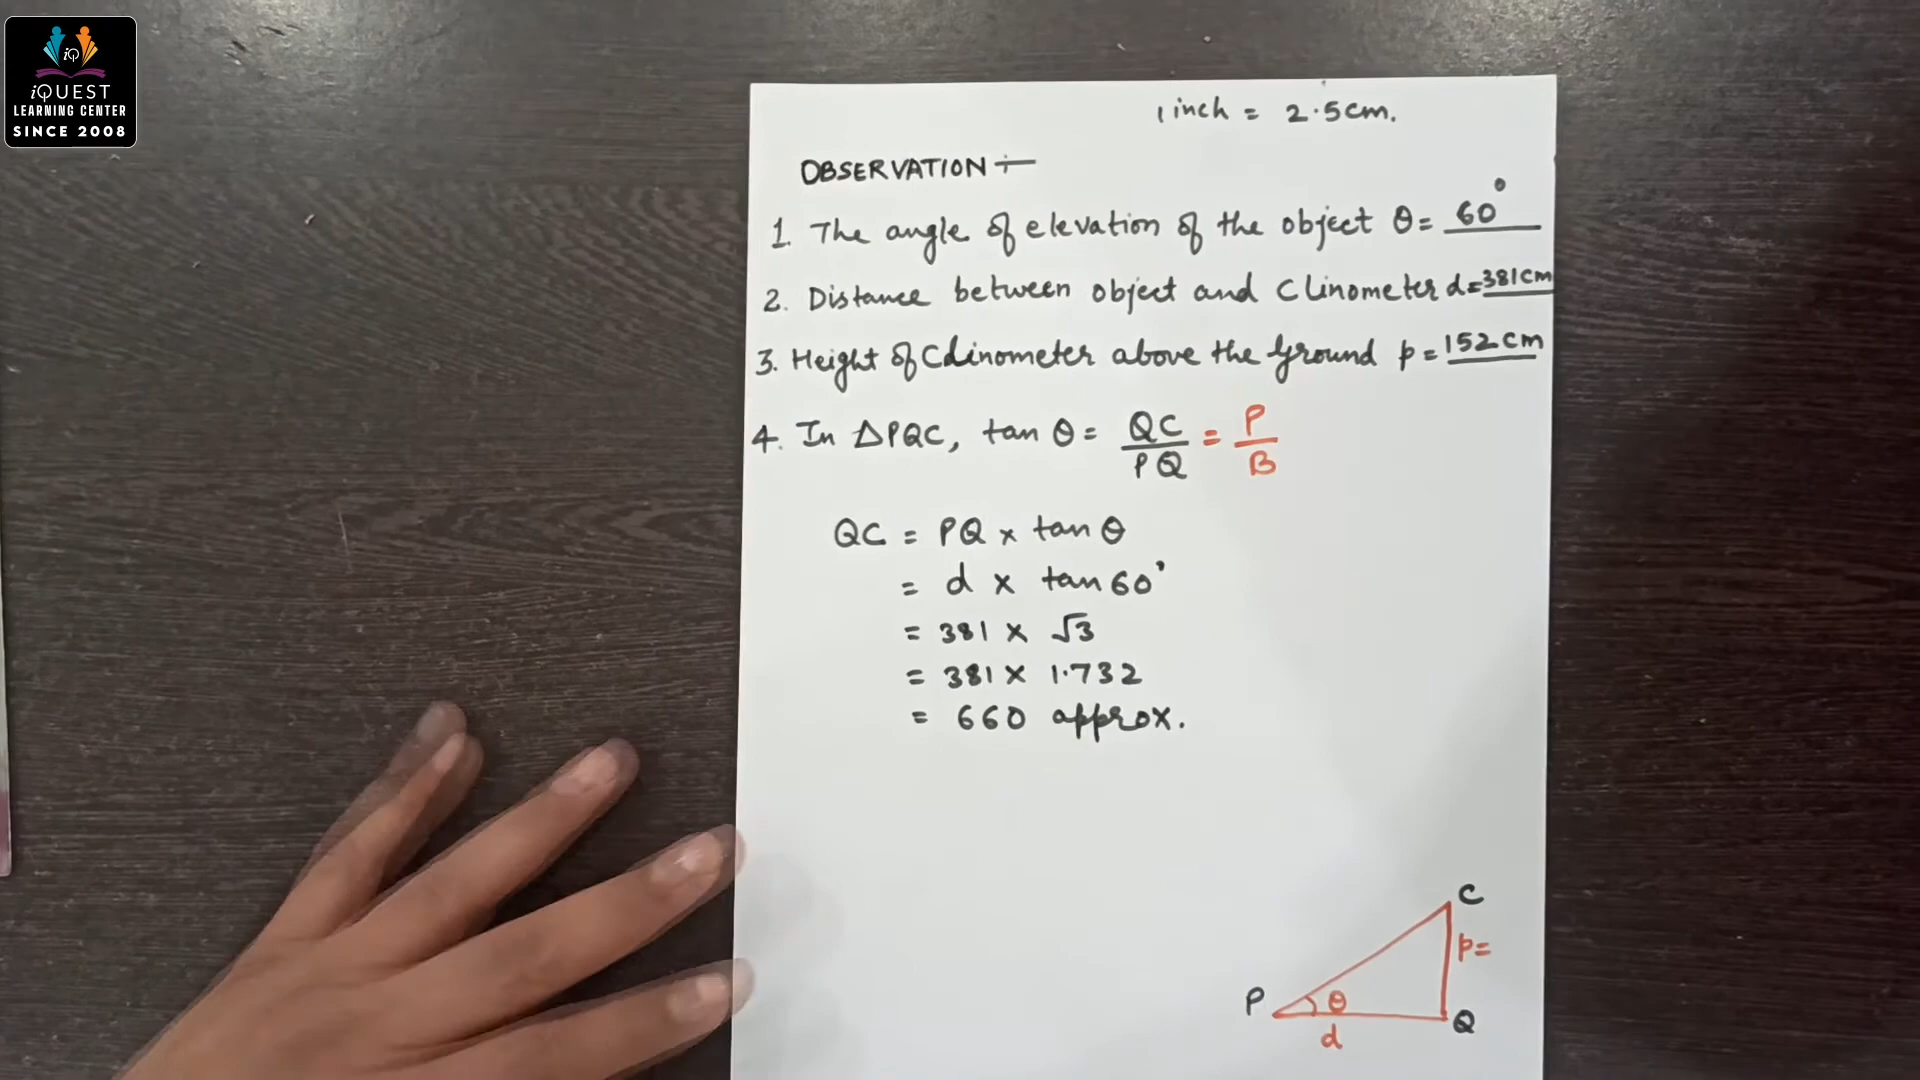 iQ
iQUEST
LEARNING CENTER
SINCE 2008
1 inch = 2.5cm.
OBSERVATION :-
1. The angle of elevation of the object θ = 60°
2. Distance between object and Clinometer d = 381cm
3. Height of Clinometer above the ground p = 152 cm
4. In ΔPQC, tan θ = QC/PQ = P/B
QC = PQ × tan θ
= d × tan 60°
= 381 × √3
= 381 × 1.732
= 660 approx.
C
p=
P θ Q
d